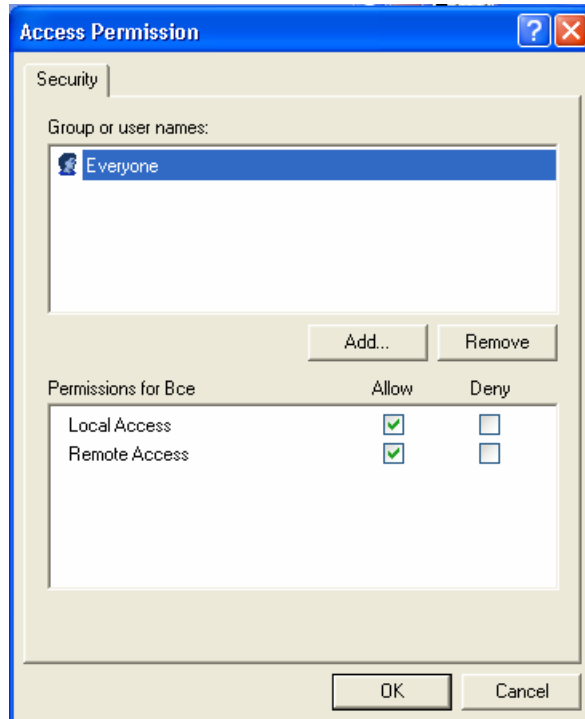 Access Permission
Security
Group or user names:
Everyone
Add... Remove
Permissions for Все Allow Deny
Local Access
Remote Access
OK Cancel